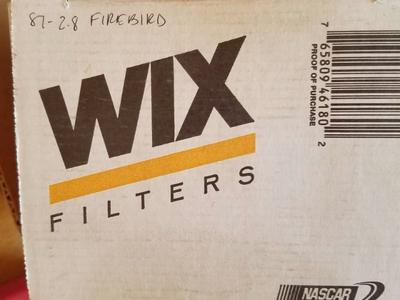 87-2.8 FIREBIRD
WIX
FILTERS
7 65809 46180 2
PROOF OF PURCHASE
NASCAR